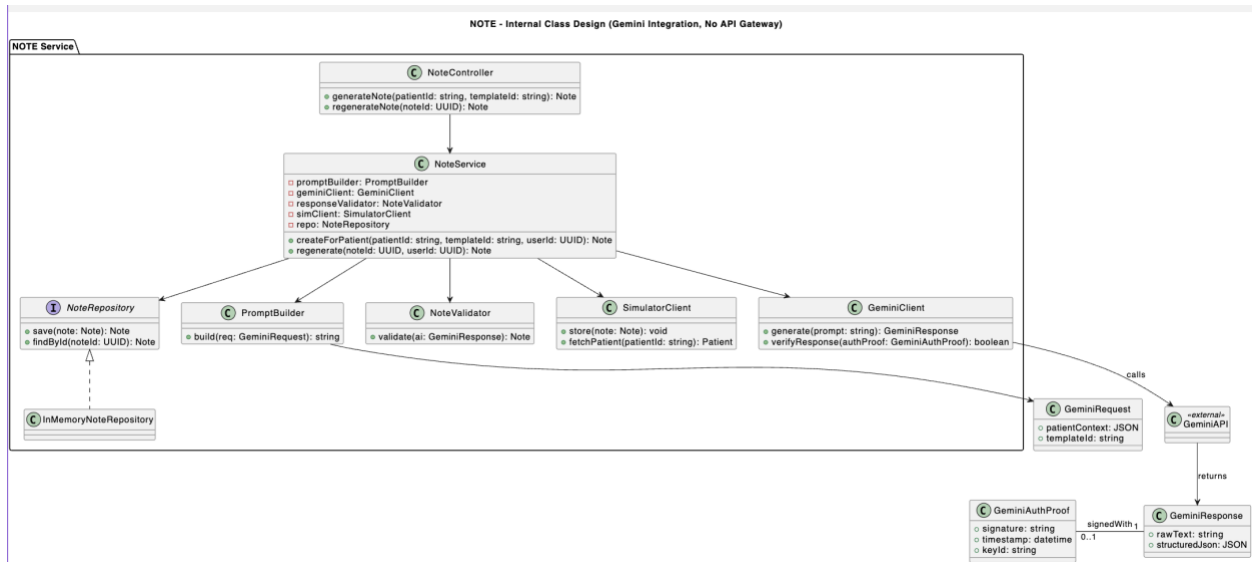 NOTE - Internal Class Design (Gemini Integration, No API Gateway)
NOTE Service
C NoteController
generateNote(patientId: string, templateId: string): Note
regenerateNote(noteId: UUID): Note
C NoteService
promptBuilder: PromptBuilder
geminiClient: GeminiClient
responseValidator: NoteValidator
simClient: SimulatorClient
repo: NoteRepository
createForPatient(patientId: string, templateId: string, userId: UUID): Note
regenerate(noteId: UUID, userId: UUID): Note
I NoteRepository
save(note: Note): Note
findById(noteId: UUID): Note
C PromptBuilder
build(req: GeminiRequest): string
C NoteValidator
validate(ai: GeminiResponse): Note
C SimulatorClient
store(note: Note): void
fetchPatient(patientId: string): Patient
C GeminiClient
generate(prompt: string): GeminiResponse
verifyResponse(authProof: GeminiAuthProof): boolean
calls
C InMemoryNoteRepository
C GeminiRequest
patientContext: JSON
templateId: string
C «external»
GeminiAPI
returns
C GeminiAuthProof
signature: string
timestamp: datetime
keyId: string
signedWith 1
0..1
C GeminiResponse
rawText: string
structuredJson: JSON